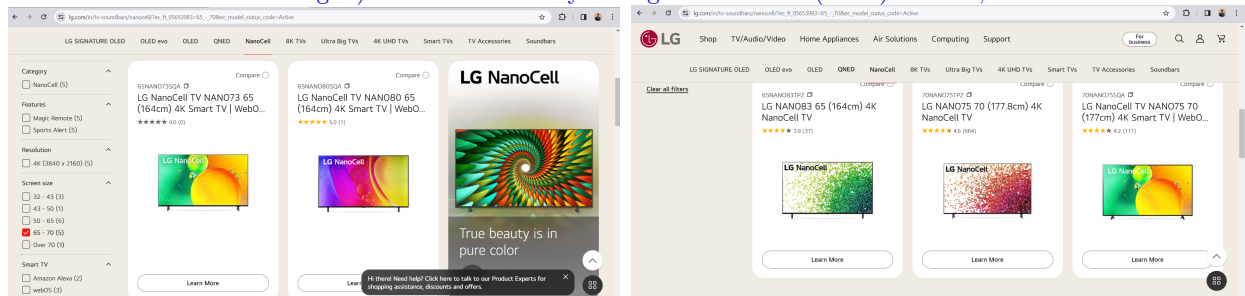 lg.com/in/tv-soundbars/nanocell/?ec_ft_05653983=65_-_70&ec_model_status_code=Active
LG SIGNATURE OLED OLED evo OLED QNED NanoCell 8K TVs Ultra Big TVs 4K UHD TVs Smart TVs TV Accessories Soundbars
Category
NanoCell (5)
Features
Magic Remote (5)
Sports Alert (5)
Resolution
4K (3840 x 2160) (5)
Screen size
32 - 43 (3)
43 - 50 (1)
50 - 65 (6)
65 - 70 (5)
Over 70 (1)
Smart TV
Amazon Alexa (2)
webOS (3)
Compare
65NANO73SQA
LG NanoCell TV NANO73 65
(164cm) 4K Smart TV | WebO...
0.0 (0)
LG NanoCell
Learn More
Compare
65NANO80SQA
LG NanoCell TV NANO80 65
(164cm) 4K Smart TV | WebO...
5.0 (1)
LG NanoCell
Learn
LG NanoCell
True beauty is in
pure color
Hi there! Need help? Click here to talk to our Product Experts for
shopping assistance, discounts and offers.
lg.com/in/tv-soundbars/nanocell/?ec_ft_05653983=65_-_70&ec_model_status_code=Active
LG Shop TV/Audio/Video Home Appliances Air Solutions Computing Support For
business
LG SIGNATURE OLED OLED evo OLED QNED NanoCell 8K TVs Ultra Big TVs 4K UHD TVs Smart TVs TV Accessories Soundbars
Clear all filters
65NANO83TPZ
LG NANO83 65 (164cm) 4K
NanoCell TV
3.9 (37)
LG NanoCell
Learn More
70NANO75TPZ
LG NANO75 70 (177.8cm) 4K
NanoCell TV
4.6 (664)
LG NanoCell
Learn More
70NANO75SQA
LG NanoCell TV NANO75 70
(177cm) 4K Smart TV | WebO...
4.2 (111)
LG NanoCell
Learn More